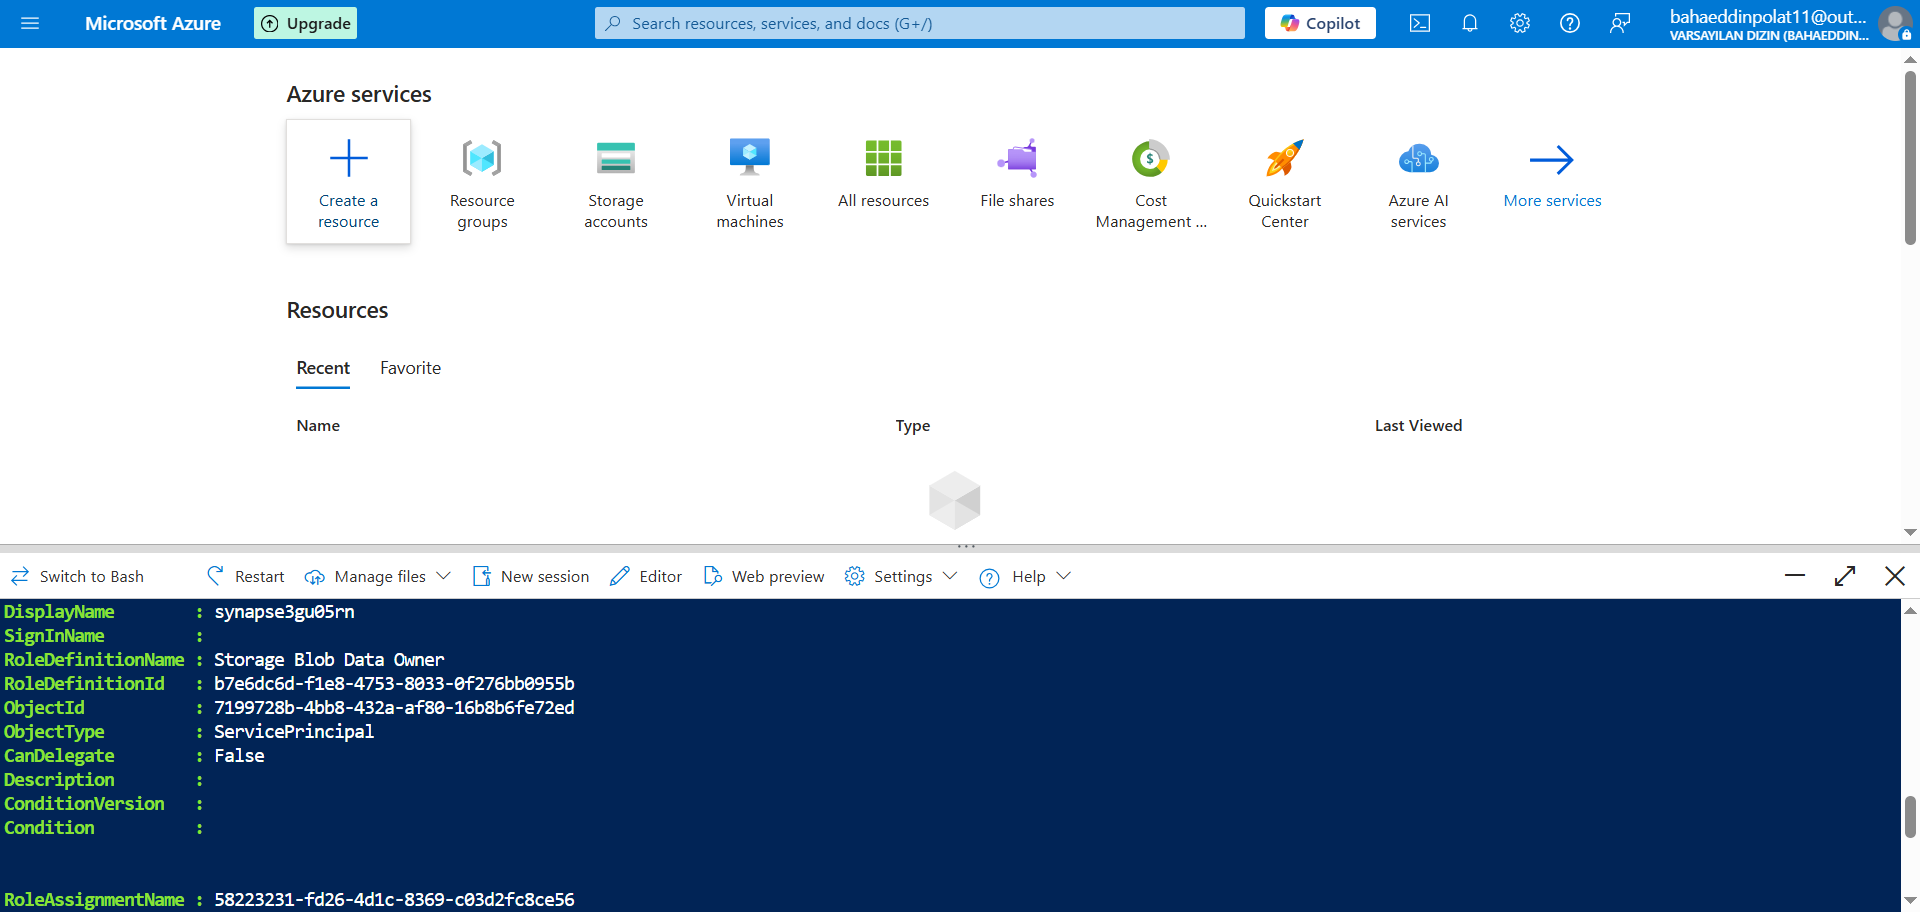 Microsoft Azure
Upgrade
Search resources, services, and docs (G+/)
Copilot
bahaeddinpolat11@out...
VARSAYILAN DIZIN (BAHAEDDIN...
Azure services
Create a
resource
Resource
groups
Storage
accounts
Virtual
machines
All resources
File shares
Cost
Management ...
Quickstart
Center
Azure AI
services
More services
Resources
Recent
Favorite
Name
Type
Last Viewed
Switch to Bash
Restart
Manage files
New session
Editor
Web preview
Settings
Help
DisplayName : synapse3gu05rn
SignInName :
RoleDefinitionName : Storage Blob Data Owner
RoleDefinitionId : b7e6dc6d-f1e8-4753-8033-0f276bb0955b
ObjectId : 7199728b-4bb8-432a-af80-16b8b6fe72ed
ObjectType : ServicePrincipal
CanDelegate : False
Description :
ConditionVersion :
Condition :
RoleAssignmentName : 58223231-fd26-4d1c-8369-c03d2fc8ce56